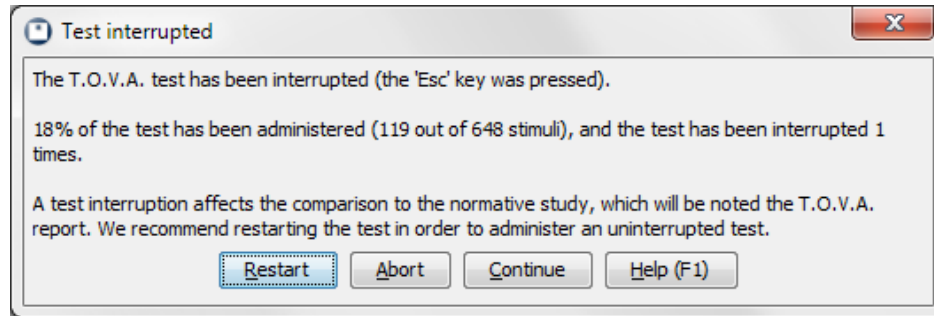 Test interrupted
The T.O.V.A. test has been interrupted (the 'Esc' key was pressed).
18% of the test has been administered (119 out of 648 stimuli), and the test has been interrupted 1
times.
A test interruption affects the comparison to the normative study, which will be noted the T.O.V.A.
report. We recommend restarting the test in order to administer an uninterrupted test.
Restart Abort Continue Help (F1)